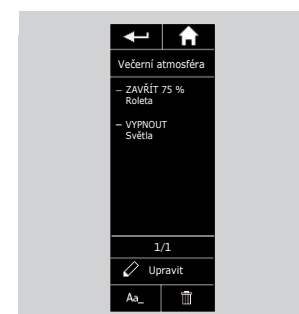 Večerní atmosféra
– ZAVŘÍT 75 %
Roleta
– VYPNOUT
Světla
1/1
Upravit
Aa_